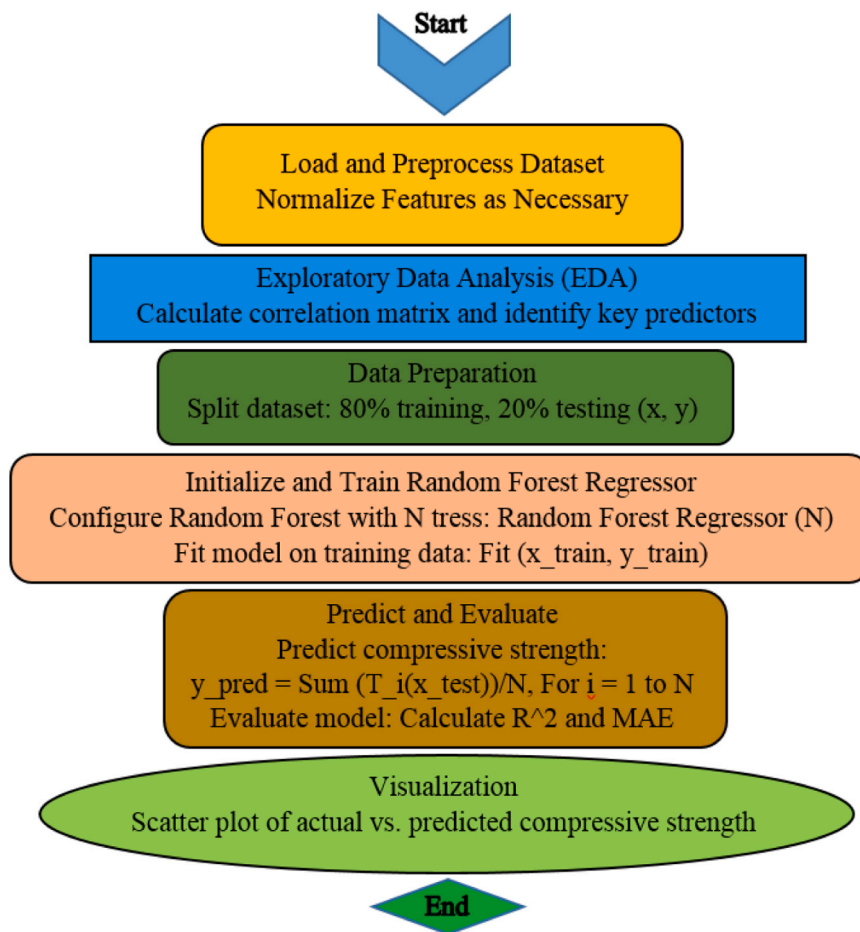 Start
Load and Preprocess Dataset
Normalize Features as Necessary
Exploratory Data Analysis (EDA)
Calculate correlation matrix and identify key predictors
Data Preparation
Split dataset: 80% training, 20% testing (x, y)
Initialize and Train Random Forest Regressor
Configure Random Forest with N tress: Random Forest Regressor (N)
Fit model on training data: Fit (x_train, y_train)
Predict and Evaluate
Predict compressive strength:
y_pred = Sum (T_i(x_test))/N, For i = 1 to N
Evaluate model: Calculate R^2 and MAE
Visualization
Scatter plot of actual vs. predicted compressive strength
End